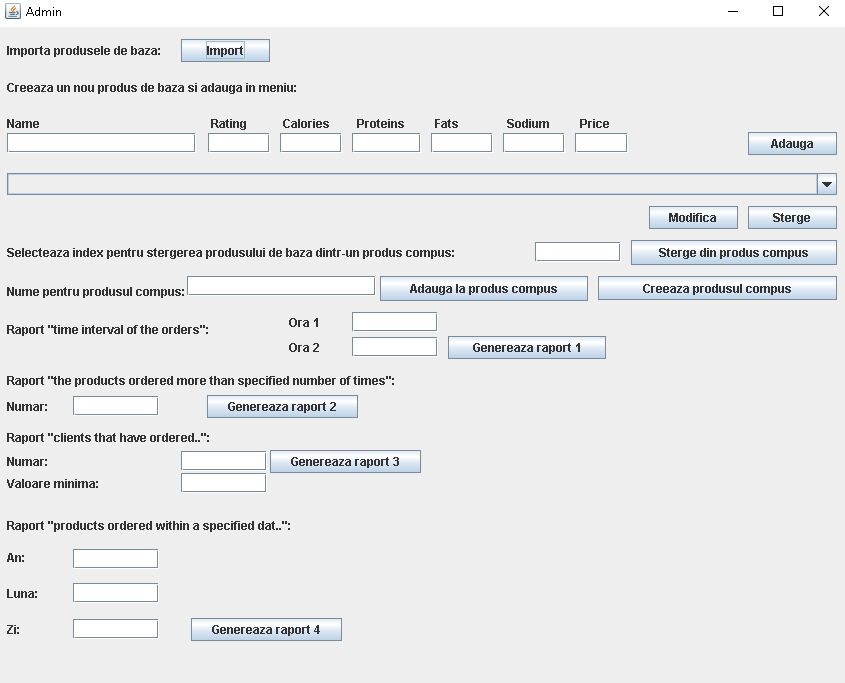 Admin
Importa produsele de baza: Import
Creeaza un nou produs de baza si adauga in meniu:
Name Rating Calories Proteins Fats Sodium Price
Adauga
Modifica Sterge
Selecteaza index pentru stergerea produsului de baza dintr-un produs compus: Sterge din produs compus
Nume pentru produsul compus: Adauga la produs compus Creeaza produsul compus
Raport "time interval of the orders": Ora 1
Ora 2 Genereaza raport 1
Raport "the products ordered more than specified number of times":
Numar: Genereaza raport 2
Raport "clients that have ordered..":
Numar: Genereaza raport 3
Valoare minima:
Raport "products ordered within a specified dat..":
An:
Luna:
Zi: Genereaza raport 4